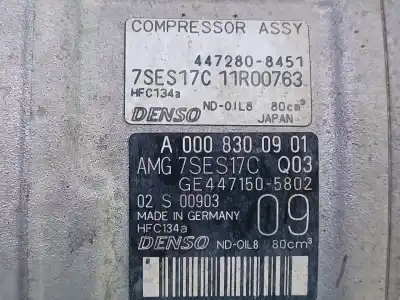 COMPRESSOR ASSY
447280-8451
7SES17C 11R00763
HFC134a
DENSO ND-OIL8 80cm³
JAPAN
A 000 830 09 01
AMG 7SES17C Q03
GE447150-5802
02 S 00903
MADE IN GERMANY 09
HFC134a
DENSO ND-OIL8 80cm³